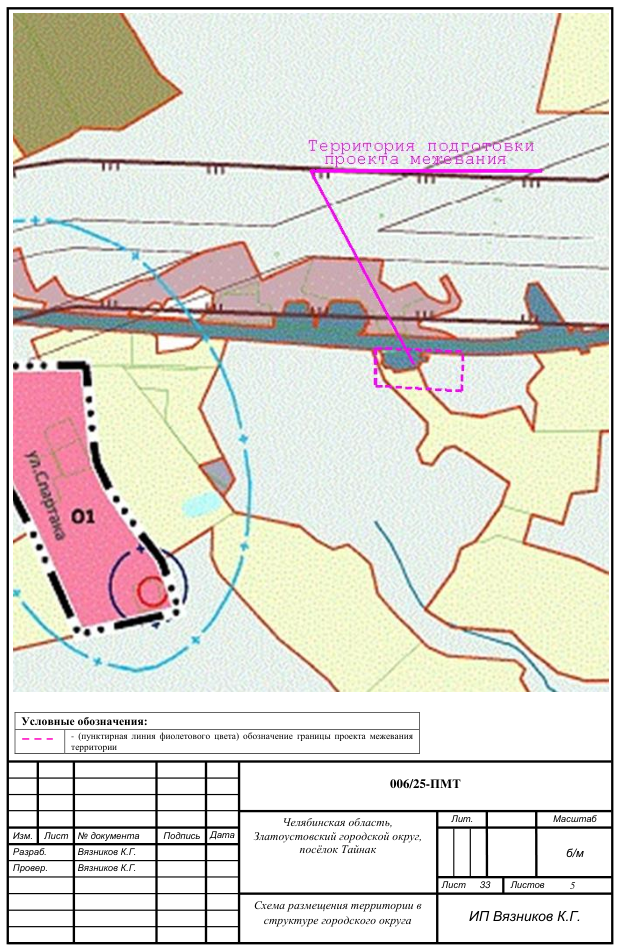 Территория подготовки
проекта межевания
ул.Спартака
01
Условные обозначения:
- (пунктирная линия фиолетового цвета) обозначение границы проекта межевания
территории
006/25-ПМТ
Челябинская область,
Златоустовский городской округ,
посёлок Тайнак
Лит.
Масштаб
б/м
Изм.
Лист
№ документа
Подпись
Дата
Разраб.
Вязников К.Г.
Провер.
Вязников К.Г.
Лист 33
Листов 5
Схема размещения территории в
структуре городского округа
ИП Вязников К.Г.